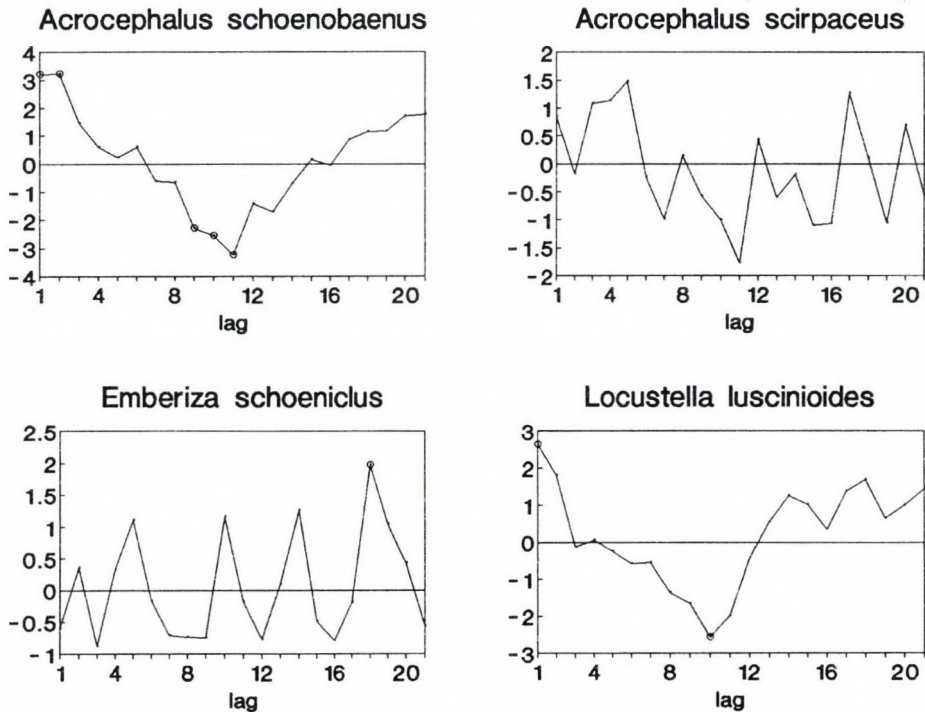 Acrocephalus schoenobaenus
4
3
2
1
0
-1
-2
-3
-4
1 4 8 12 16 20
lag
Acrocephalus scirpaceus
2
1.5
1
0.5
0
-0.5
-1
-1.5
-2
1 4 8 12 16 20
lag
Emberiza schoeniclus
2.5
2
1.5
1
0.5
0
-0.5
-1
1 4 8 12 16 20
lag
Locustella luscinioides
3
2
1
0
-1
-2
-3
1 4 8 12 16 20
lag